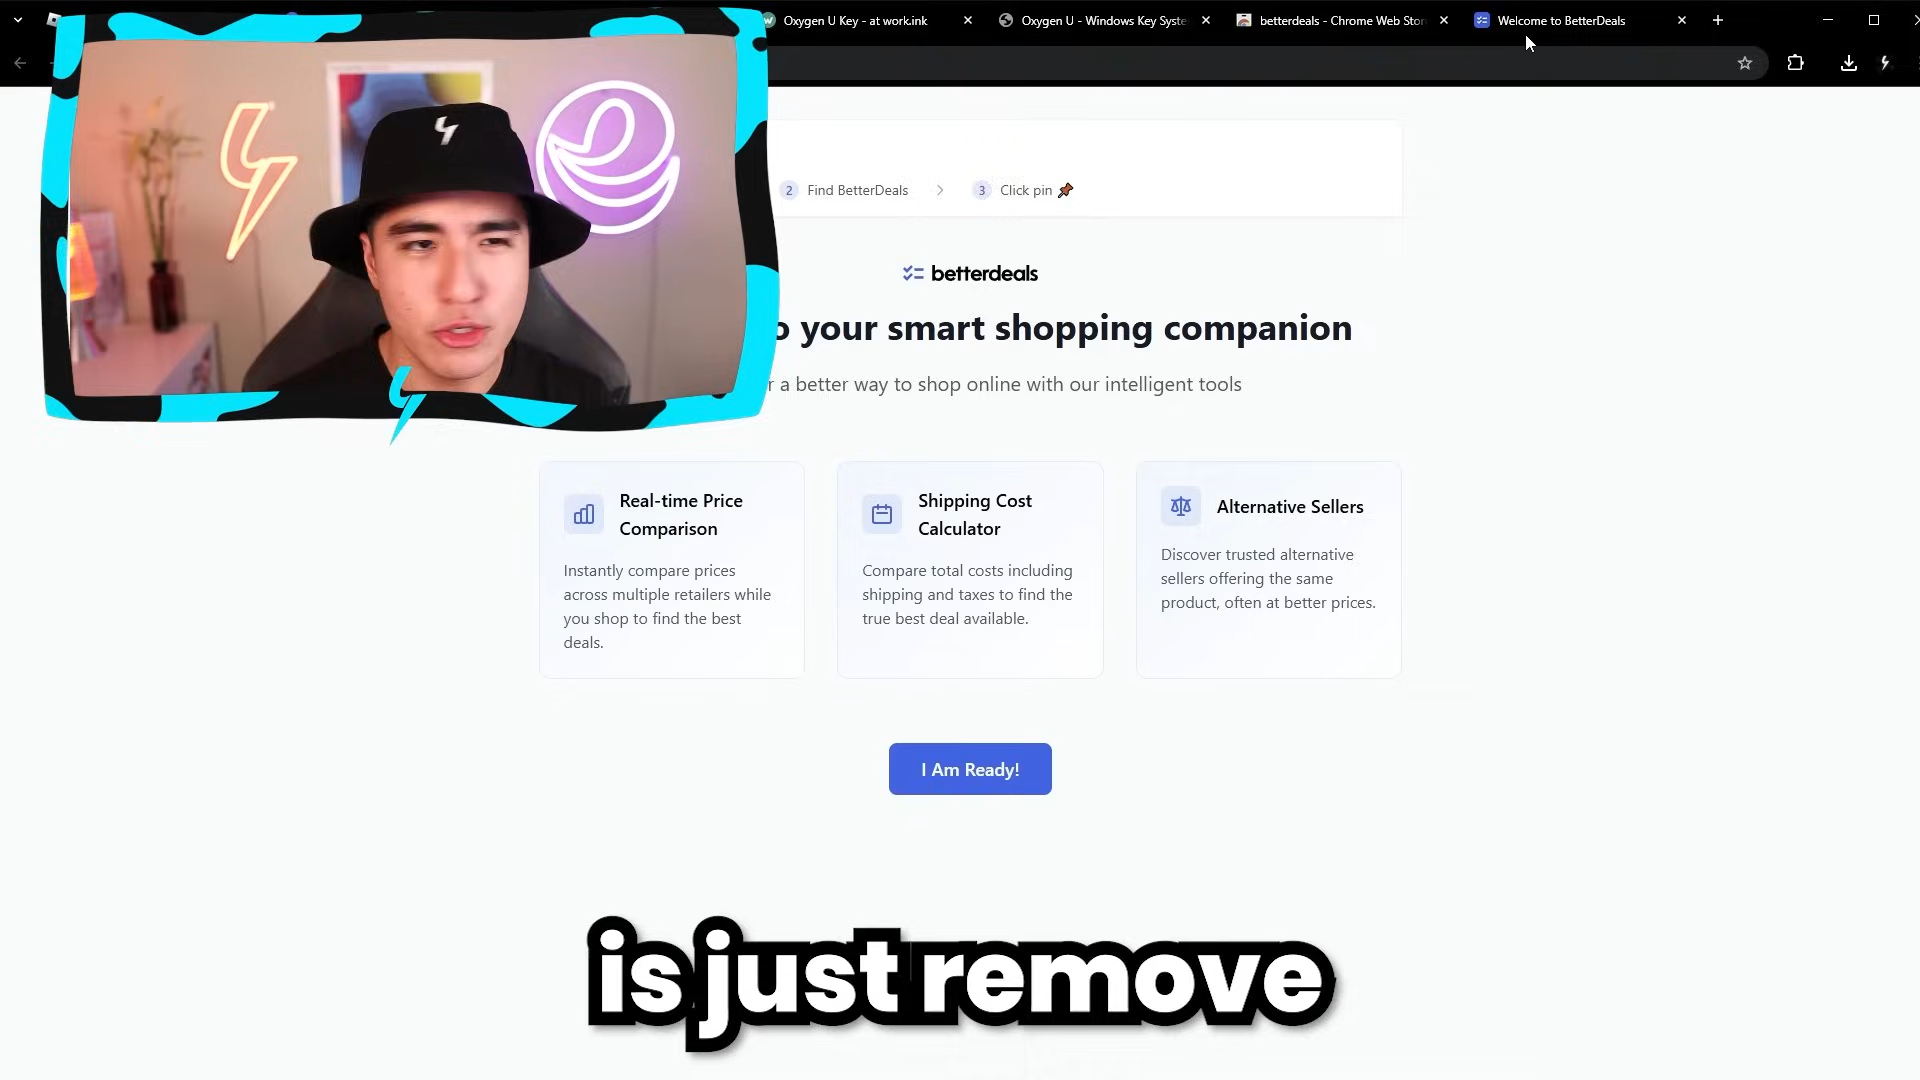 Oxygen U Key - at work.ink
Oxygen U - Windows Key Syste
betterdeals - Chrome Web Stor
Welcome to BetterDeals
2 Find BetterDeals
3 Click pin
betterdeals
o your smart shopping companion
r a better way to shop online with our intelligent tools
Real-time Price
Comparison
Instantly compare prices
across multiple retailers while
you shop to find the best
deals.
Shipping Cost
Calculator
Compare total costs including
shipping and taxes to find the
true best deal available.
Alternative Sellers
Discover trusted alternative
sellers offering the same
product, often at better prices.
I Am Ready!
is just remove